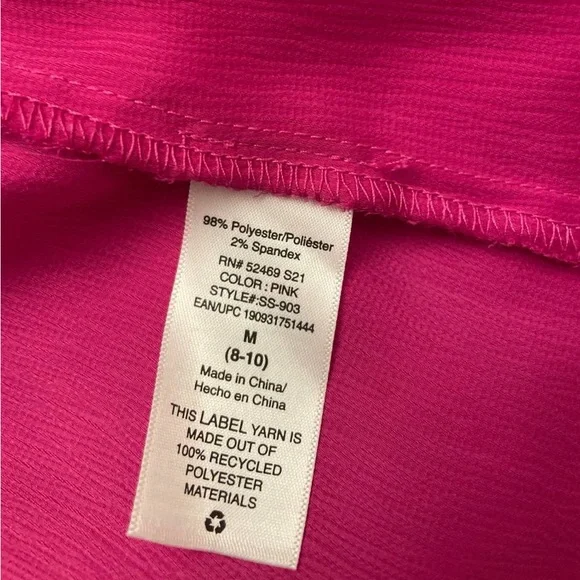 98% Polyester/Poliéster
2% Spandex
RN# 52469 S21
COLOR : PINK
STYLE#:SS-903
EAN/UPC 190931751444
M
(8-10)
Made in China/
Hecho en China
THIS LABEL YARN IS
MADE OUT OF
100% RECYCLED
POLYESTER
MATERIALS